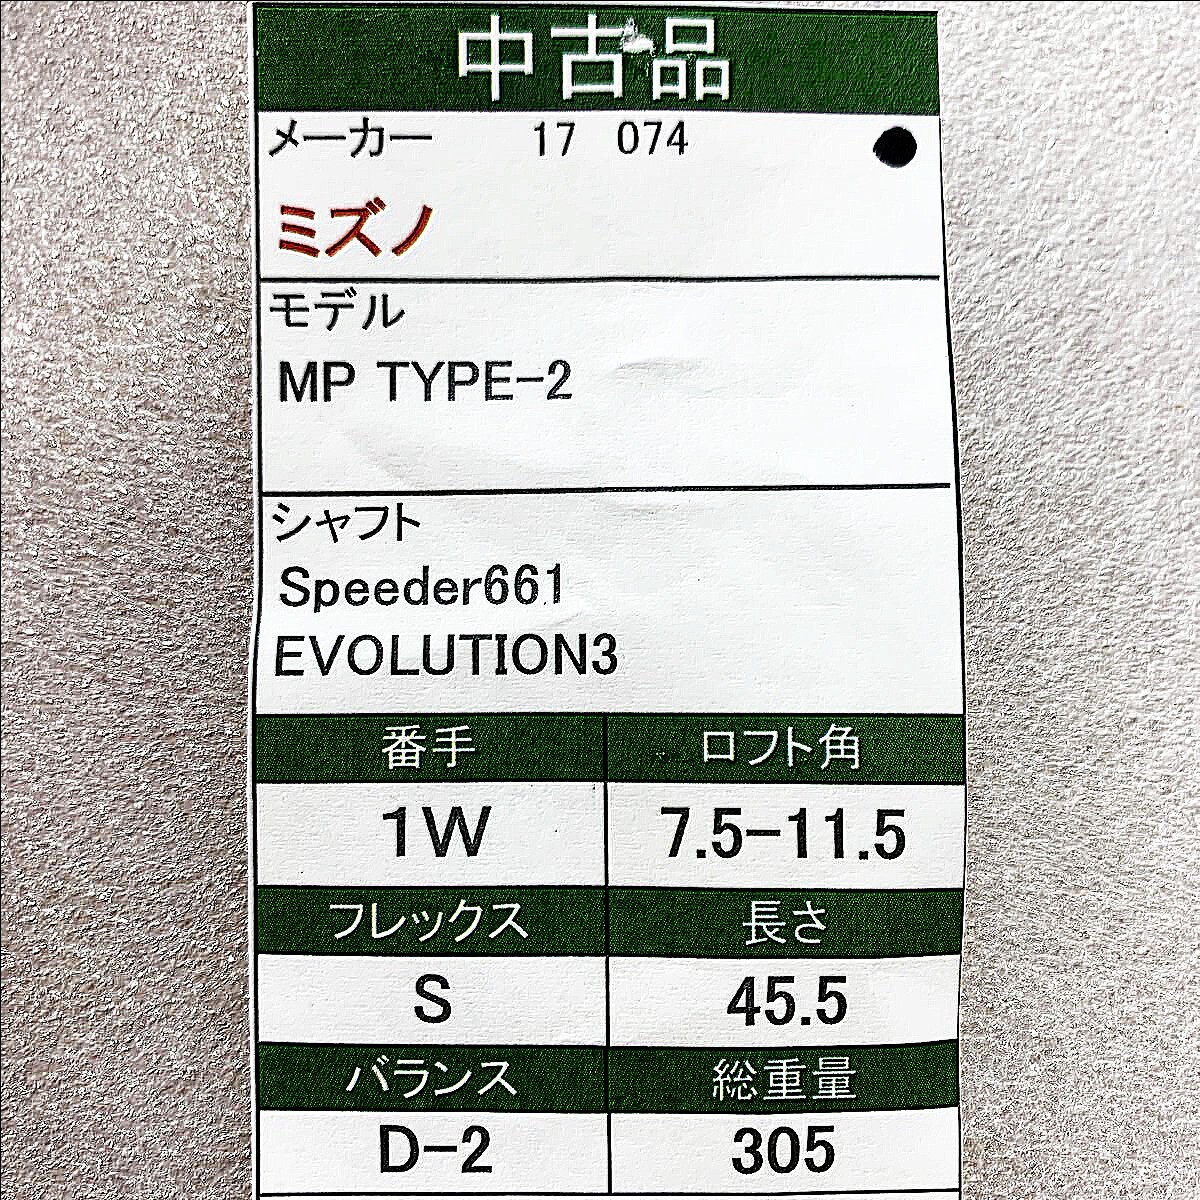 中古品
メーカー 17 074
ミズノ
モデル
MP TYPE-2
シャフト
Speeder661
EVOLUTION3
番手 ロフト角
1W 7.5-11.5
フレックス 長さ
S 45.5
バランス 総重量
D-2 305